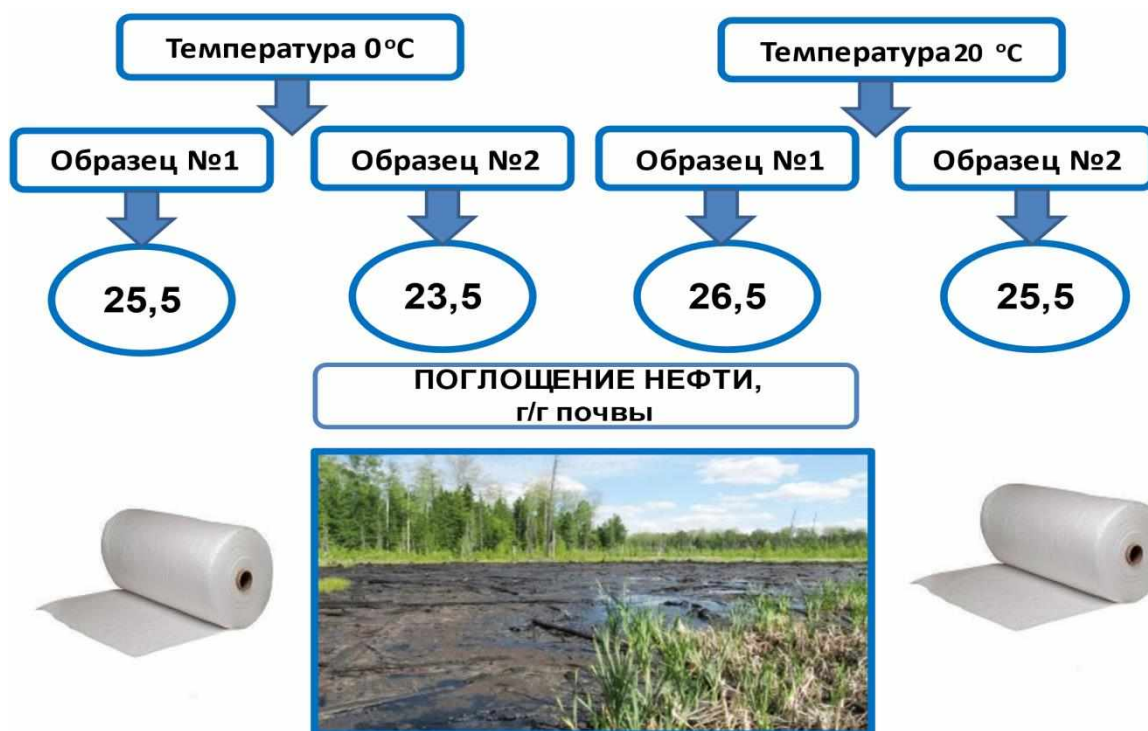 Температура 0 °C
Температура 20 °C
Образец №1
Образец №2
Образец №1
Образец №2
25,5
23,5
26,5
25,5
ПОГЛОЩЕНИЕ НЕФТИ,
г/г почвы